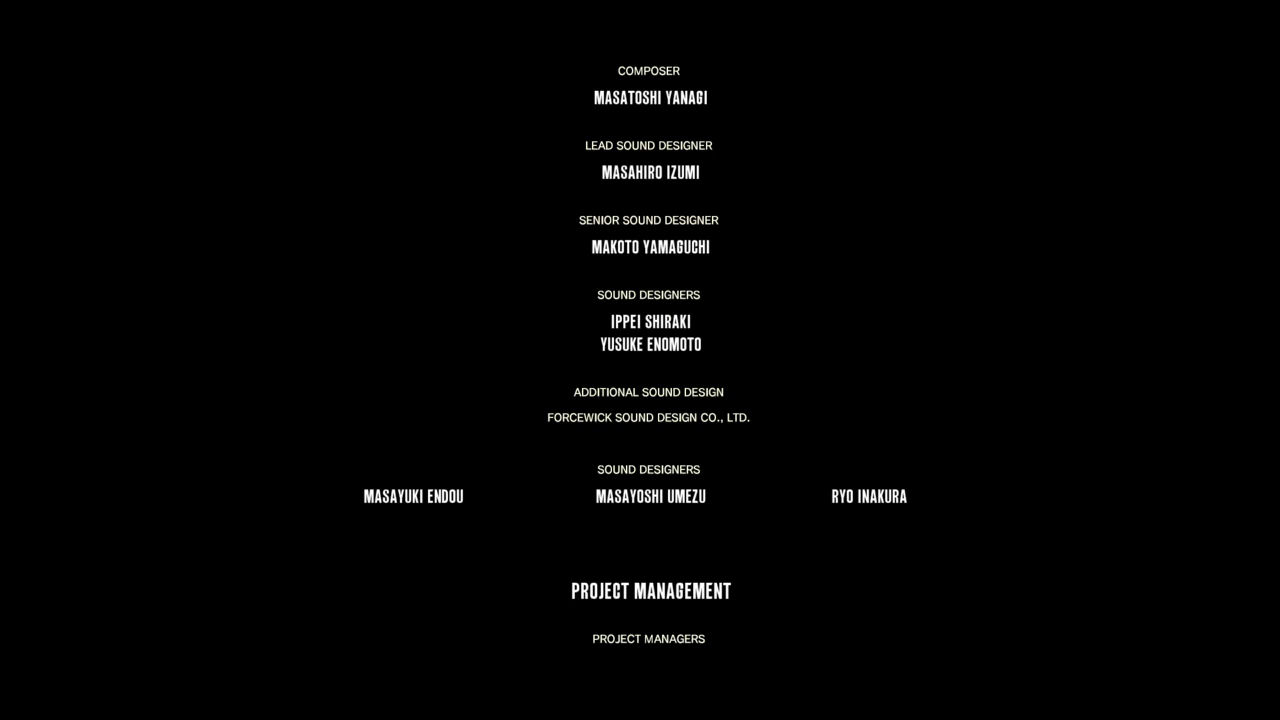 COMPOSER
MASATOSHI YANAGI
LEAD SOUND DESIGNER
MASAHIRO IZUMI
SENIOR SOUND DESIGNER
MAKOTO YAMAGUCHI
SOUND DESIGNERS
IPPEI SHIRAKI
YUSUKE ENOMOTO
ADDITIONAL SOUND DESIGN
FORCEWICK SOUND DESIGN CO., LTD.
SOUND DESIGNERS
MASAYUKI ENDOU MASAYOSHI UMEZU RYO INAKURA
PROJECT MANAGEMENT
PROJECT MANAGERS